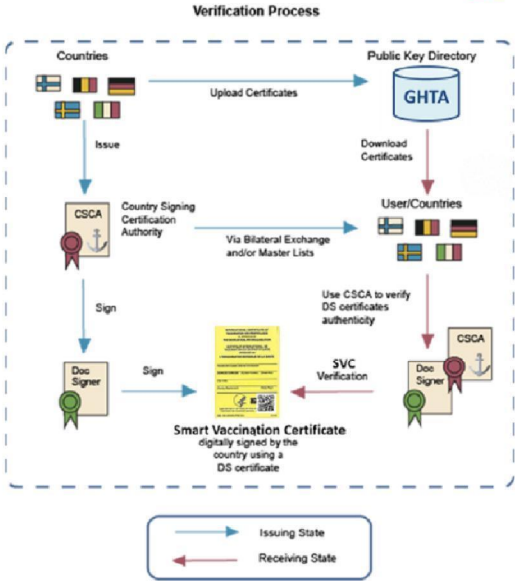 Verification Process
Countries
Public Key Directory
GHTA
Upload Certificates
Issue
Download
Certificates
CSCA
Country Signing
Certification
Authority
User/Countries
Via Bilateral Exchange
and/or Master Lists
Sign
Use CSCA to verify
DS certificates
authenticity
Doc
Signer
Sign
SVC
Verification
CSCA
Doc
Signer
Smart Vaccination Certificate
digitally signed by the
country using a
DS certificate
Issuing State
Receiving State